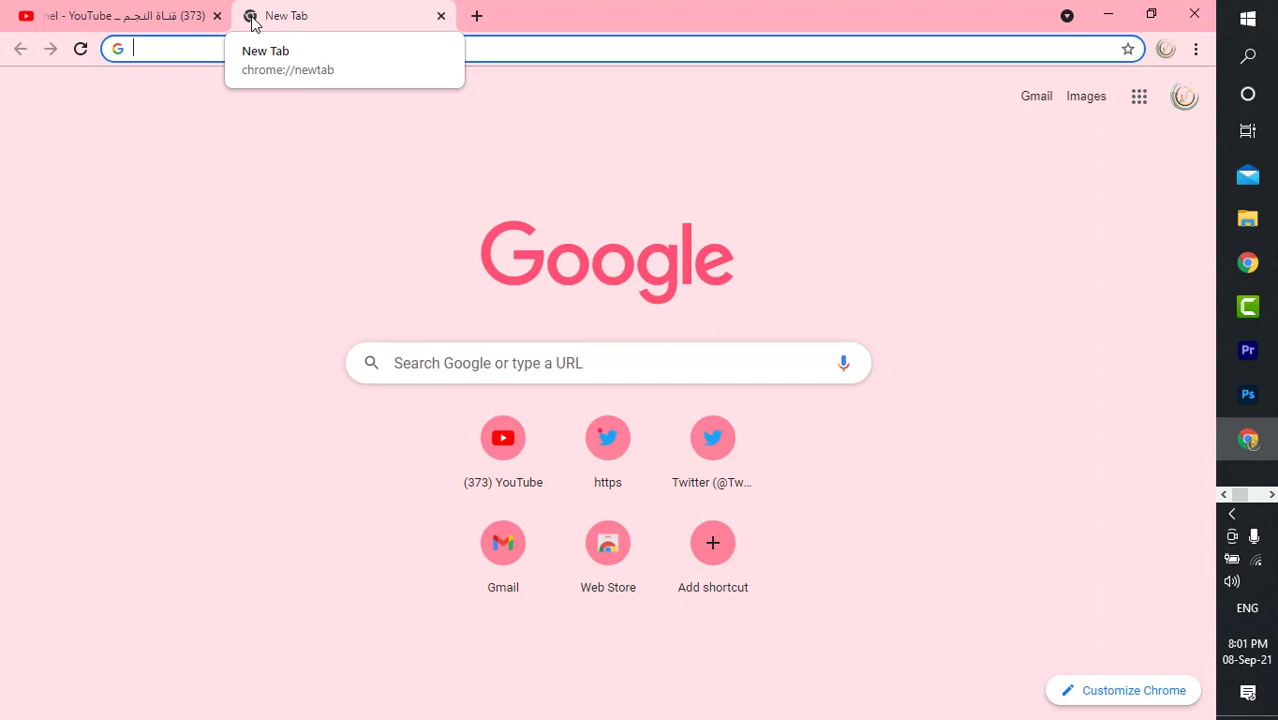 (373) قناة النجم ـ nel - YouTube
New Tab
New Tab
chrome://newtab
Gmail
Images
Google
Search Google or type a URL
(373) YouTube
https
Twitter (@Tw...
Gmail
Web Store
Add shortcut
Customize Chrome
Pr
Ps
ENG
8:01 PM
08-Sep-21